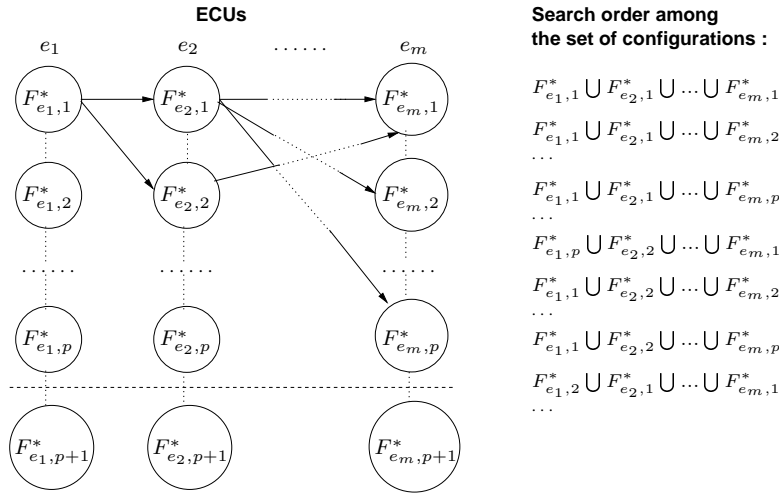 ECUs
e₁ e₂ …… eₘ
F*ₑ₁,₁ F*ₑ₂,₁ F*ₑₘ,₁
F*ₑ₁,₂ F*ₑ₂,₂ F*ₑₘ,₂
…… …… ……
F*ₑ₁,ₚ F*ₑ₂,ₚ F*ₑₘ,ₚ
F*ₑ₁,ₚ₊₁ F*ₑ₂,ₚ₊₁ F*ₑₘ,ₚ₊₁
Search order among
the set of configurations :
F*ₑ₁,₁ ⋃ F*ₑ₂,₁ ⋃ ... ⋃ F*ₑₘ,₁
F*ₑ₁,₁ ⋃ F*ₑ₂,₁ ⋃ ... ⋃ F*ₑₘ,₂
...
F*ₑ₁,₁ ⋃ F*ₑ₂,₁ ⋃ ... ⋃ F*ₑₘ,ₚ
...
F*ₑ₁,ₚ ⋃ F*ₑ₂,₂ ⋃ ... ⋃ F*ₑₘ,₁
F*ₑ₁,₁ ⋃ F*ₑ₂,₂ ⋃ ... ⋃ F*ₑₘ,₂
...
F*ₑ₁,₁ ⋃ F*ₑ₂,₂ ⋃ ... ⋃ F*ₑₘ,ₚ
F*ₑ₁,₂ ⋃ F*ₑ₂,₁ ⋃ ... ⋃ F*ₑₘ,₁
...